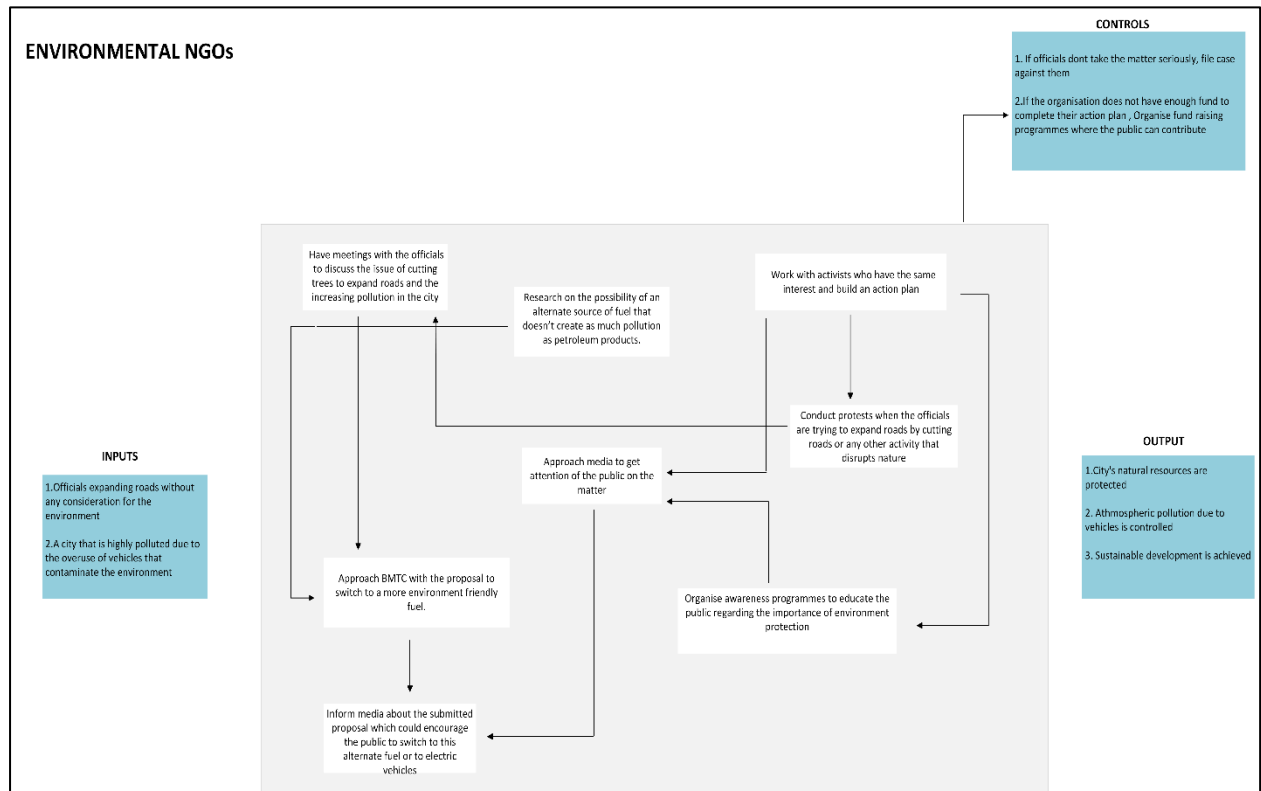 ENVIRONMENTAL NGOs
CONTROLS
1. If officials dont take the matter seriously, file case
against them
2.If the organisation does not have enough fund to
complete their action plan , Organise fund raising
programmes where the public can contribute
Have meetings with the officials
to discuss the issue of cutting
trees to expand roads and the
increasing pollution in the city
Research on the possibility of an
alternate source of fuel that
doesn't create as much pollution
as petroleum products.
Work with activists who have the same
interest and build an action plan
Conduct protests when the officials
are trying to expand roads by cutting
roads or any other activity that
disrupts nature
Approach media to get
attention of the public on the
matter
INPUTS
1.Officials expanding roads without
any consideration for the
environment
2.A city that is highly polluted due to
the overuse of vehicles that
contaminate the environment
OUTPUT
1.City's natural resources are
protected
2. Athmospheric pollution due to
vehicles is controlled
3. Sustainable development is achieved
Approach BMTC with the proposal to
switch to a more environment friendly
fuel.
Organise awareness programmes to educate the
public regarding the importance of environment
protection
Inform media about the submitted
proposal which could encourage
the public to switch to this
alternate fuel or to electric
vehicles